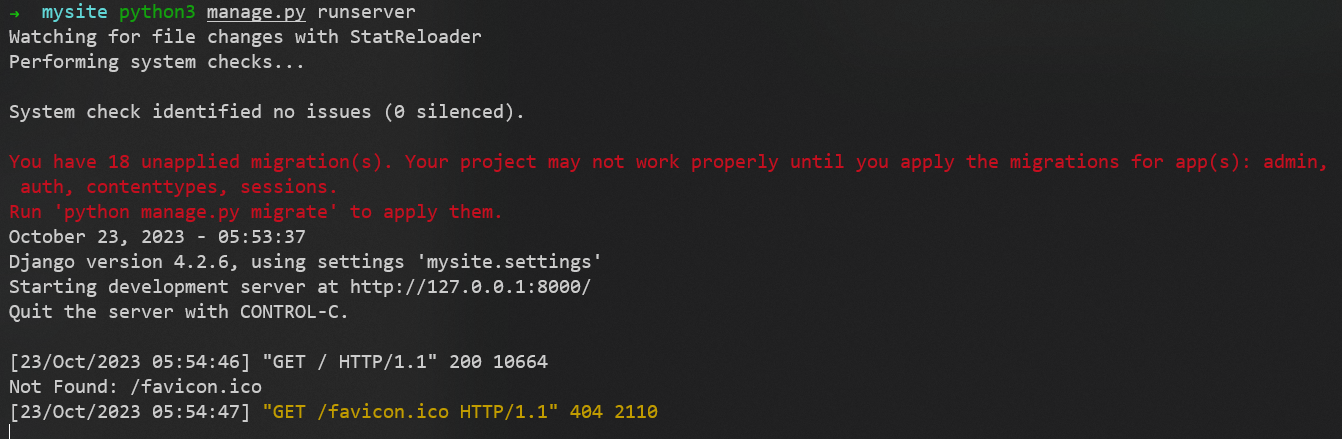 → mysite python3 manage.py runserver
Watching for file changes with StatReloader
Performing system checks...
System check identified no issues (0 silenced).
You have 18 unapplied migration(s). Your project may not work properly until you apply the migrations for app(s): admin,
auth, contenttypes, sessions.
Run 'python manage.py migrate' to apply them.
October 23, 2023 - 05:53:37
Django version 4.2.6, using settings 'mysite.settings'
Starting development server at http://127.0.0.1:8000/
Quit the server with CONTROL-C.
[23/Oct/2023 05:54:46] "GET / HTTP/1.1" 200 10664
Not Found: /favicon.ico
[23/Oct/2023 05:54:47] "GET /favicon.ico HTTP/1.1" 404 2110